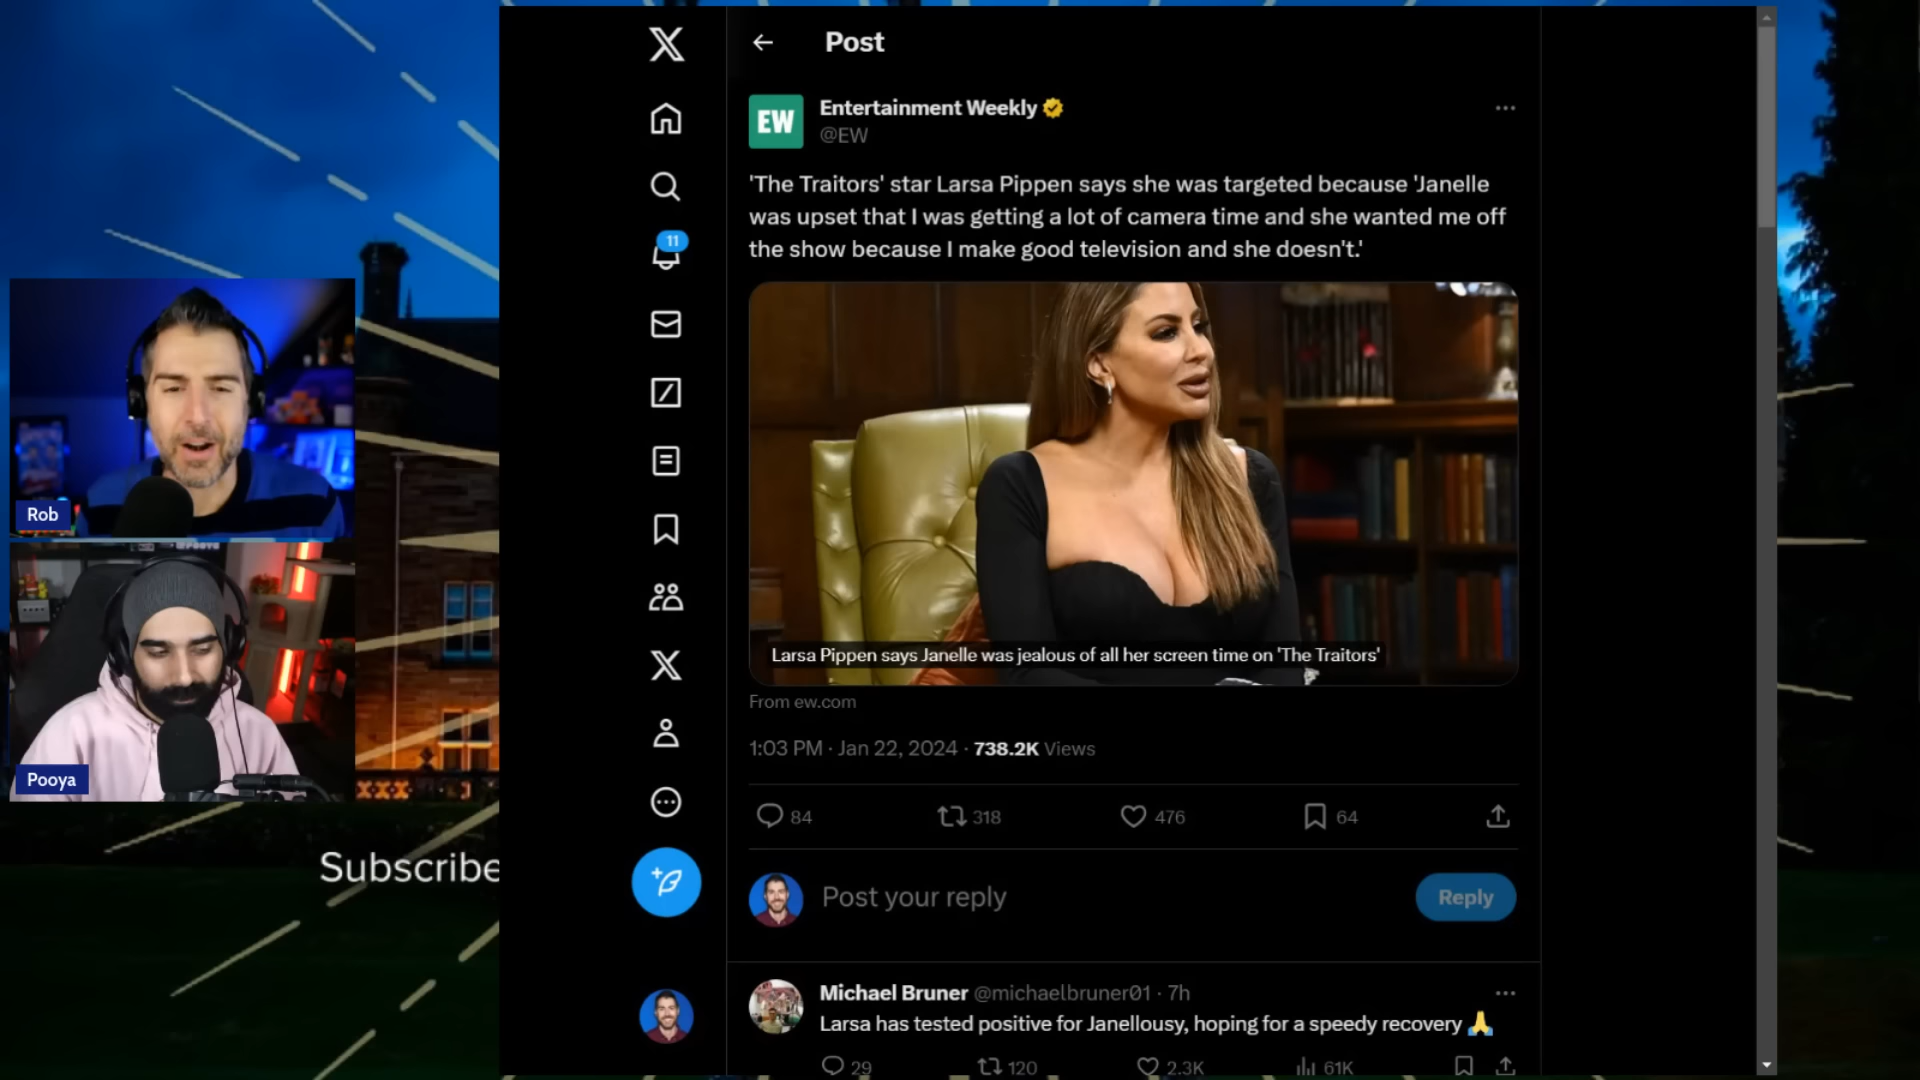 Post
EW
Entertainment Weekly
@EW
'The Traitors' star Larsa Pippen says she was targeted because 'Janelle
was upset that I was getting a lot of camera time and she wanted me off
the show because I make good television and she doesn't.'
11
Larsa Pippen says Janelle was jealous of all her screen time on 'The Traitors'
From ew.com
1:03 PM · Jan 22, 2024 · 738.2K Views
84 318 476 64
Post your reply
Reply
Michael Bruner @michaelbruner01 · 7h
Larsa has tested positive for Janellousy, hoping for a speedy recovery 🙏
29 120 2.3K 61K
Rob
Pooya
Subscribe